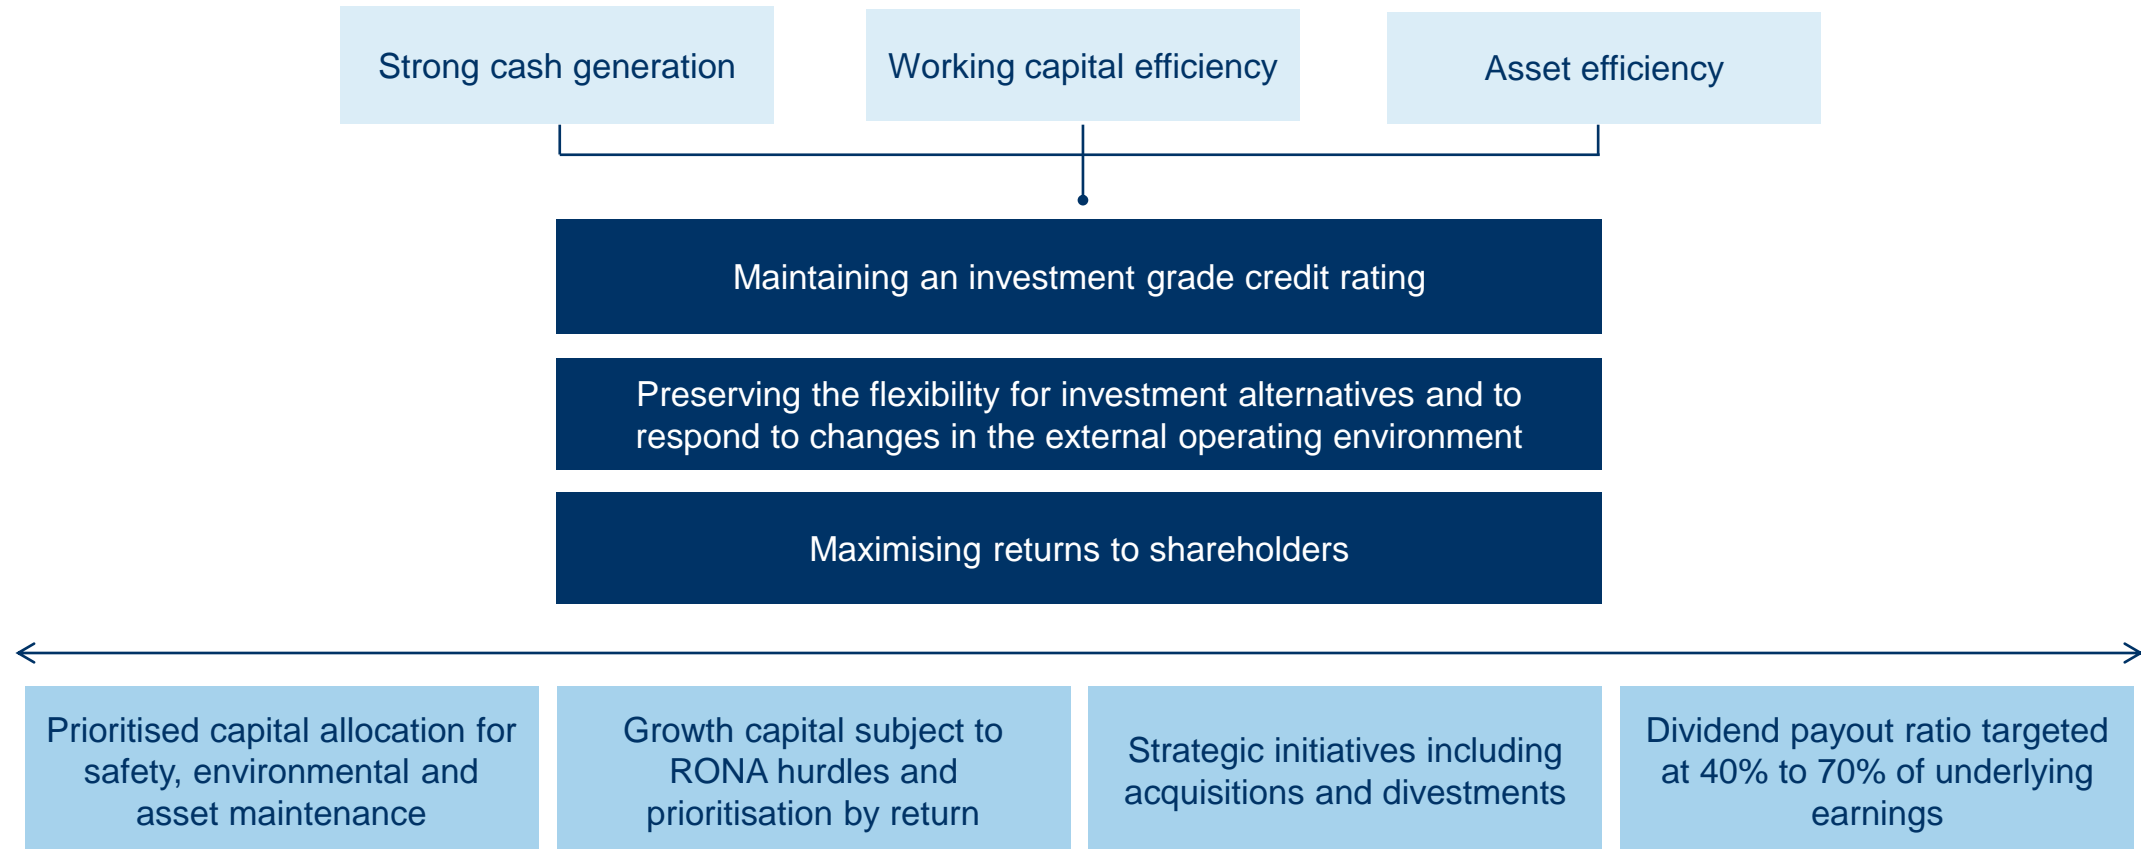 Strong cash generation
Working capital efficiency
Asset efficiency
Maintaining an investment grade credit rating
Preserving the flexibility for investment alternatives and to
respond to changes in the external operating environment
Maximising returns to shareholders
Prioritised capital allocation for
safety, environmental and
asset maintenance
Growth capital subject to
RONA hurdles and
prioritisation by return
Strategic initiatives including
acquisitions and divestments
Dividend payout ratio targeted
at 40% to 70% of underlying
earnings